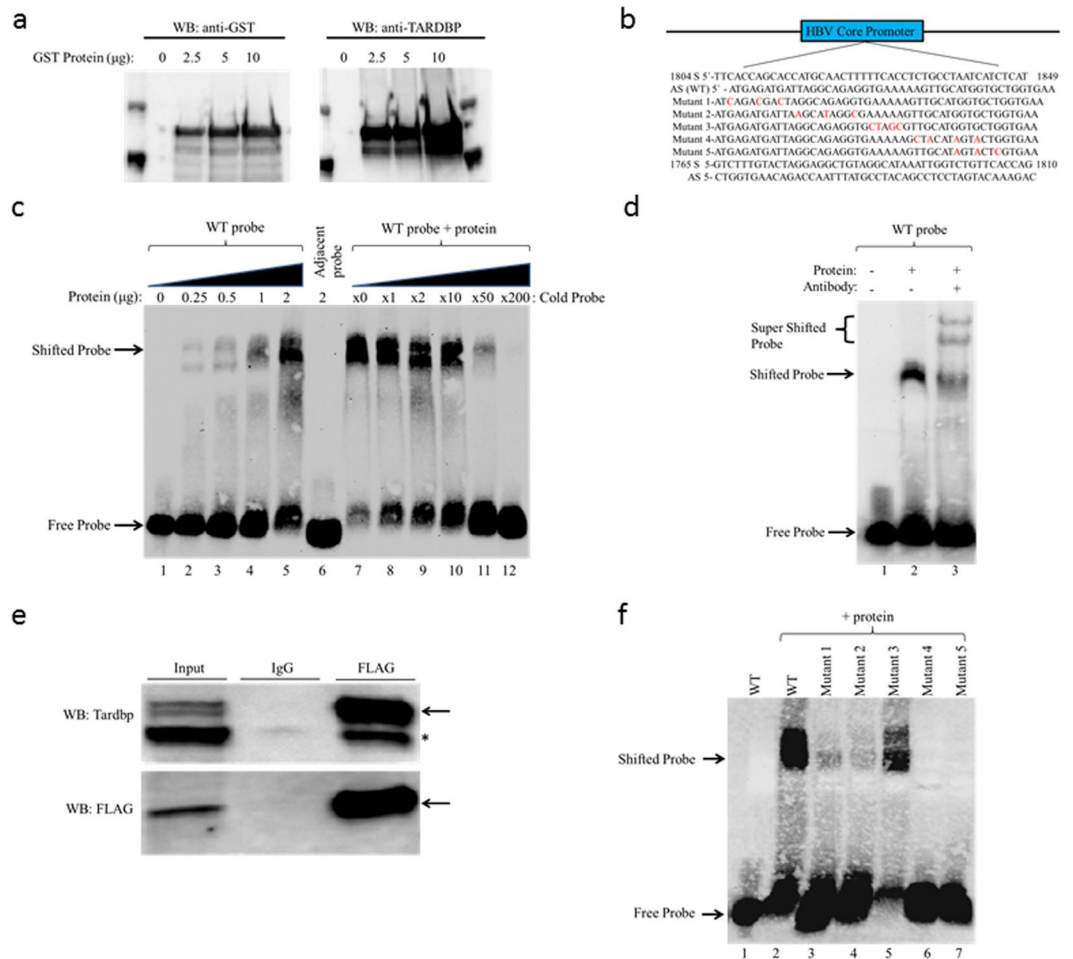 a
WB: anti-GST
WB: anti-TARDBP
GST Protein (µg): 0 2.5 5 10
0 2.5 5 10
b
HBV Core Promoter
1804 S 5`-TTCACCAGCACCATGCAACTTTTTCACCTCTGCCTAATCATCTCAT 1849
AS (WT) 5` - ATGAGATGATTAGGCAGAGGTGAAAAAGTTGCATGGTGCTGGTGAA
Mutant 1-ATCAGACGACTAGGCAGAGGTGAAAAAGTTGCATGGTGCTGGTGAA
Mutant 2-ATGAGATGATTAAGCATAGGCGAAAAAGTTGCATGGTGCTGGTGAA
Mutant 3-ATGAGATGATTAGGCAGAGGTGCTAGCGTTGCATGGTGCTGGTGAA
Mutant 4-ATGAGATGATTAGGCAGAGGTGAAAAAGCTACATAGTACTGGTGAA
Mutant 5-ATGAGATGATTAGGCAGAGGTGAAAAAGTTGCATAGTACTCGTGAA
1765 S 5-GTCTTTGTACTAGGAGGCTGTAGGCATAAATTGGTCTGTTCACCAG 1810
AS 5- CTGGTGAACAGACCAATTTATGCCTACAGCCTCCTAGTACAAAGAC
c
WT probe
Adjacent probe
WT probe + protein
Protein (µg): 0 0.25 0.5 1 2 2 x0 x1 x2 x10 x50 x200 : Cold Probe
Shifted Probe
Free Probe
1 2 3 4 5 6 7 8 9 10 11 12
d
WT probe
Protein: - + +
Antibody: - - +
Super Shifted
Probe
Shifted Probe
Free Probe
1 2 3
e
Input IgG FLAG
WB: Tardbp
*
WB: FLAG
f
+ protein
WT WT Mutant 1 Mutant 2 Mutant 3 Mutant 4 Mutant 5
Shifted Probe
Free Probe
1 2 3 4 5 6 7